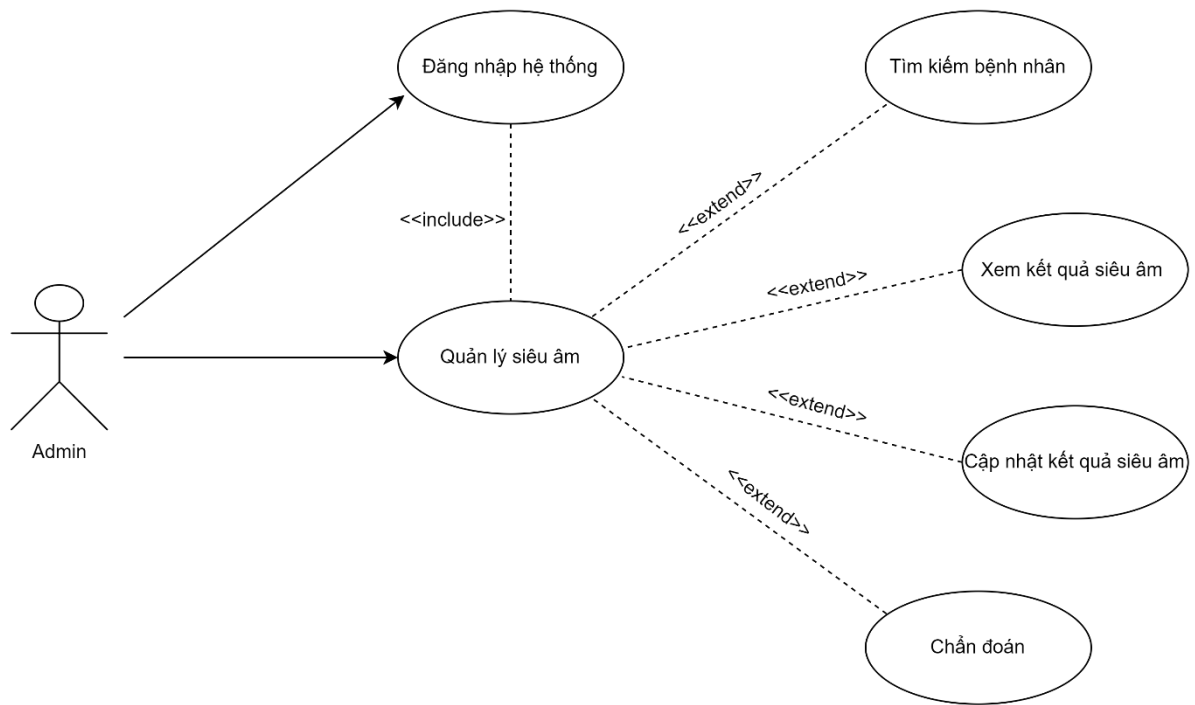 Đăng nhập hệ thống
Tìm kiếm bệnh nhân
<<include>>
<<extend>>
<<extend>>
Xem kết quả siêu âm
Quản lý siêu âm
<<extend>>
Cập nhật kết quả siêu âm
Admin
<<extend>>
Chẩn đoán